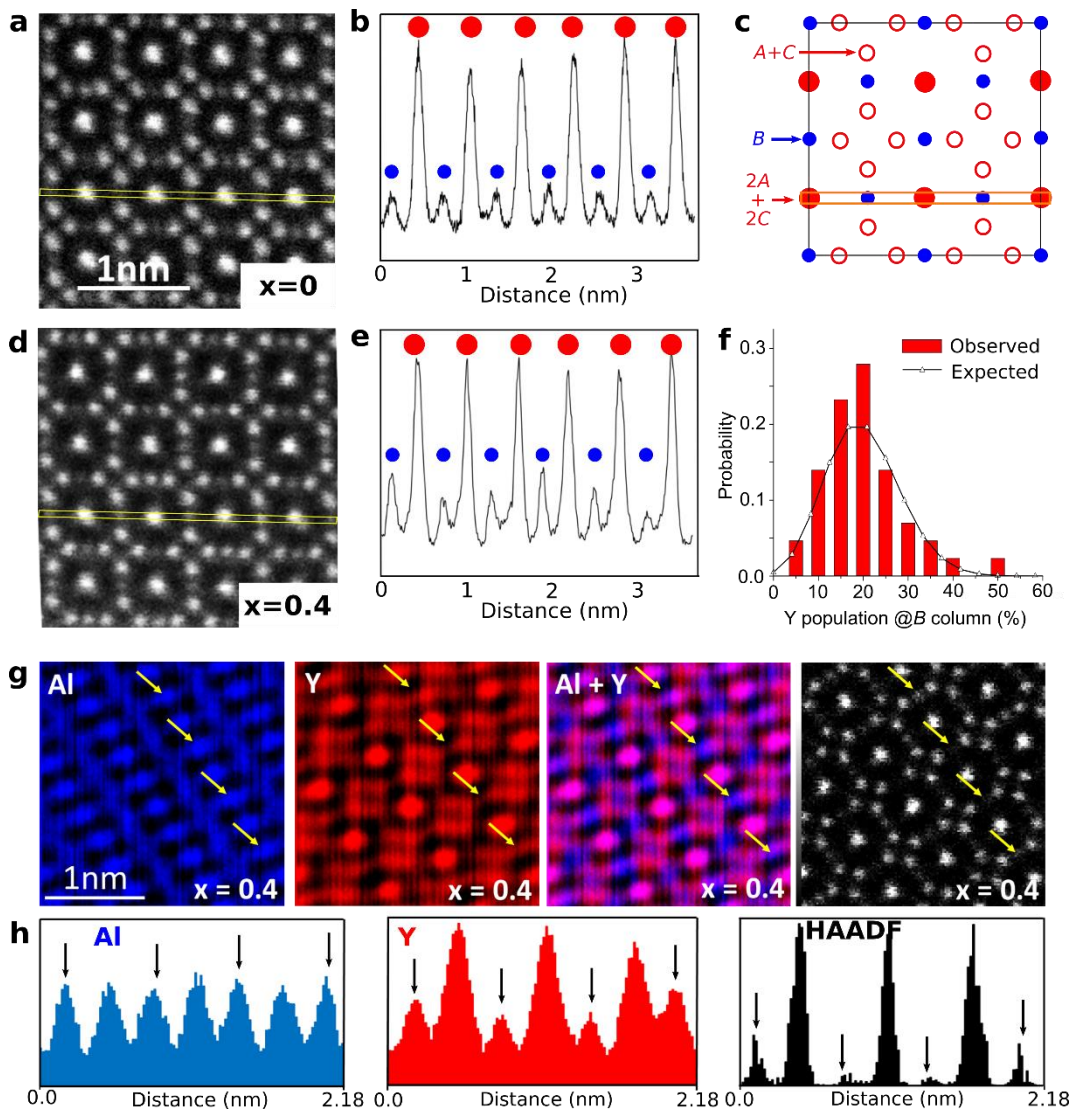 a
1nm
x=0
b
0 1 2 3
Distance (nm)
c
A+C
B
2A
+
2C
d
x=0.4
e
0 1 2 3
Distance (nm)
f
0.3
0.2
0.1
0.0
Probability
Observed
Expected
0 10 20 30 40 50 60
Y population @B column (%)
g
Al
1nm
x = 0.4
Y
x = 0.4
Al + Y
x = 0.4
x = 0.4
h
Al
0.0 Distance (nm) 2.18
Y
0.0 Distance (nm) 2.18
HAADF
0.0 Distance (nm) 2.18